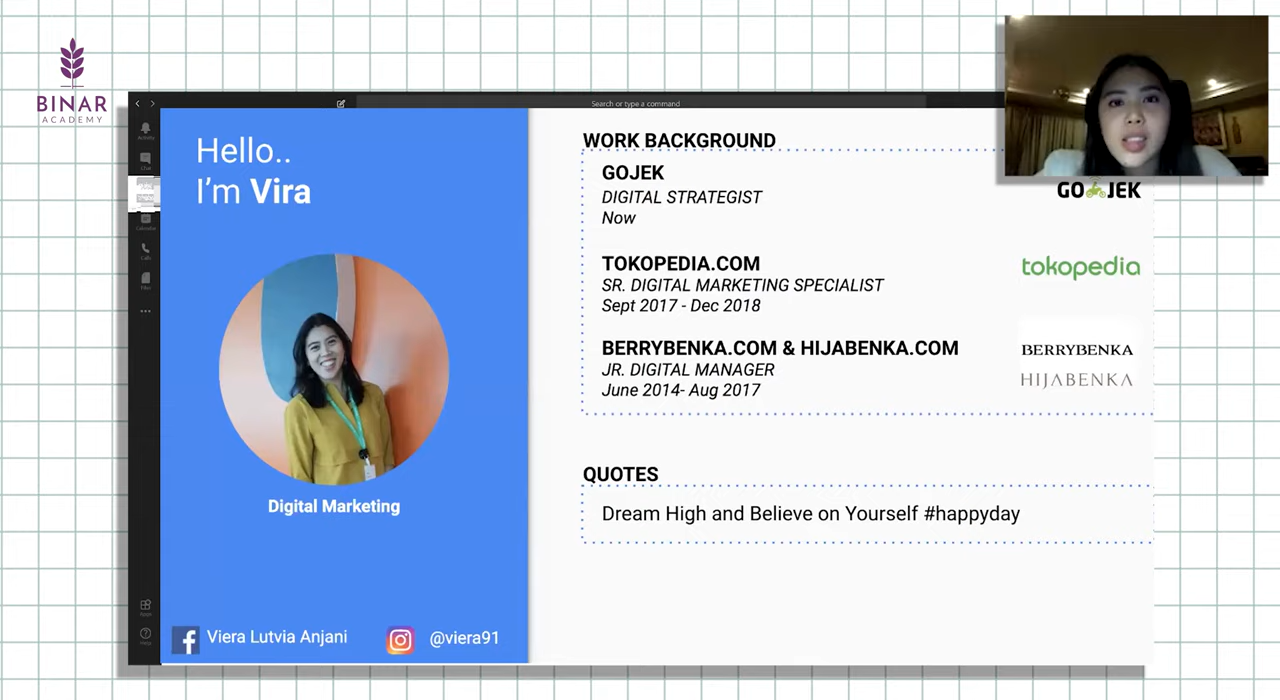 BINAR
ACADEMY
Search or type a command
Hello..
I'm Vira
Digital Marketing
Viera Lutvia Anjani
@viera91
WORK BACKGROUND
GOJEK
DIGITAL STRATEGIST
Now
GOJEK
TOKOPEDIA.COM
SR. DIGITAL MARKETING SPECIALIST
Sept 2017 - Dec 2018
tokopedia
BERRYBENKA.COM & HIJABENKA.COM
JR. DIGITAL MANAGER
June 2014- Aug 2017
BERRYBENKA
HIJABENKA
QUOTES
Dream High and Believe on Yourself #happyday